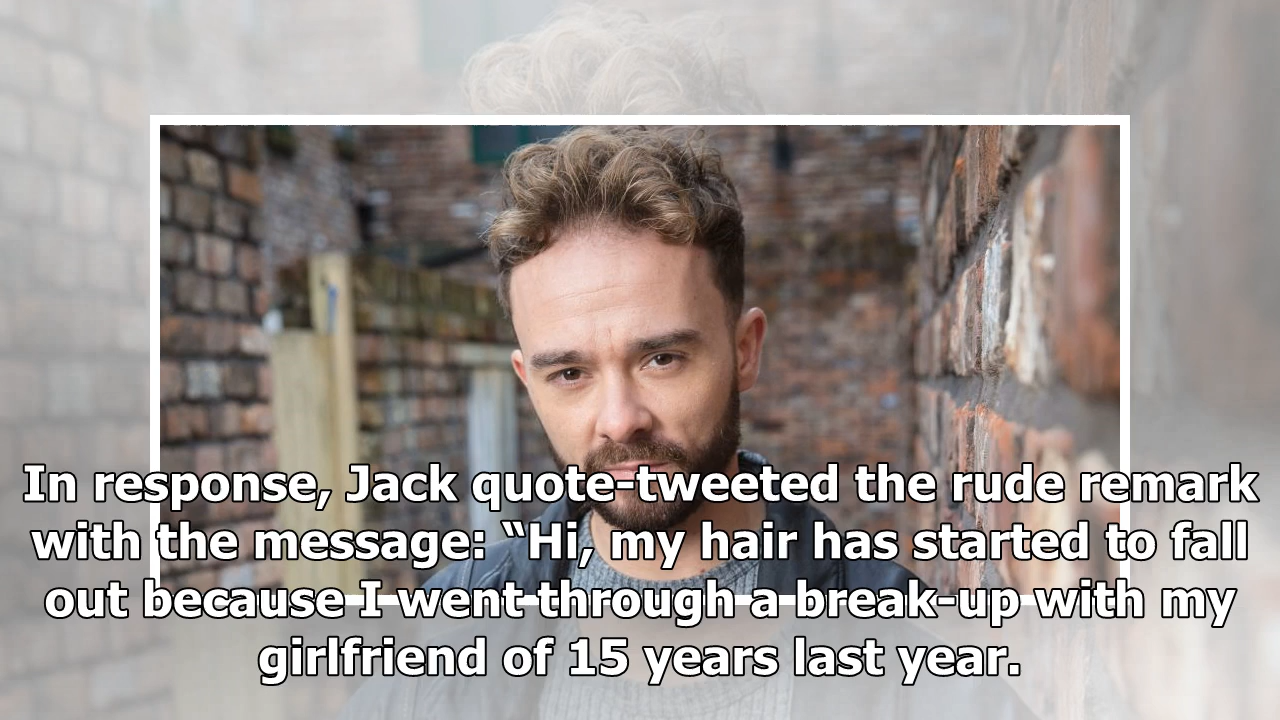 In response, Jack quote-tweeted the rude remark
with the message: “Hi, my hair has started to fall
out because I went through a break-up with my
girlfriend of 15 years last year.